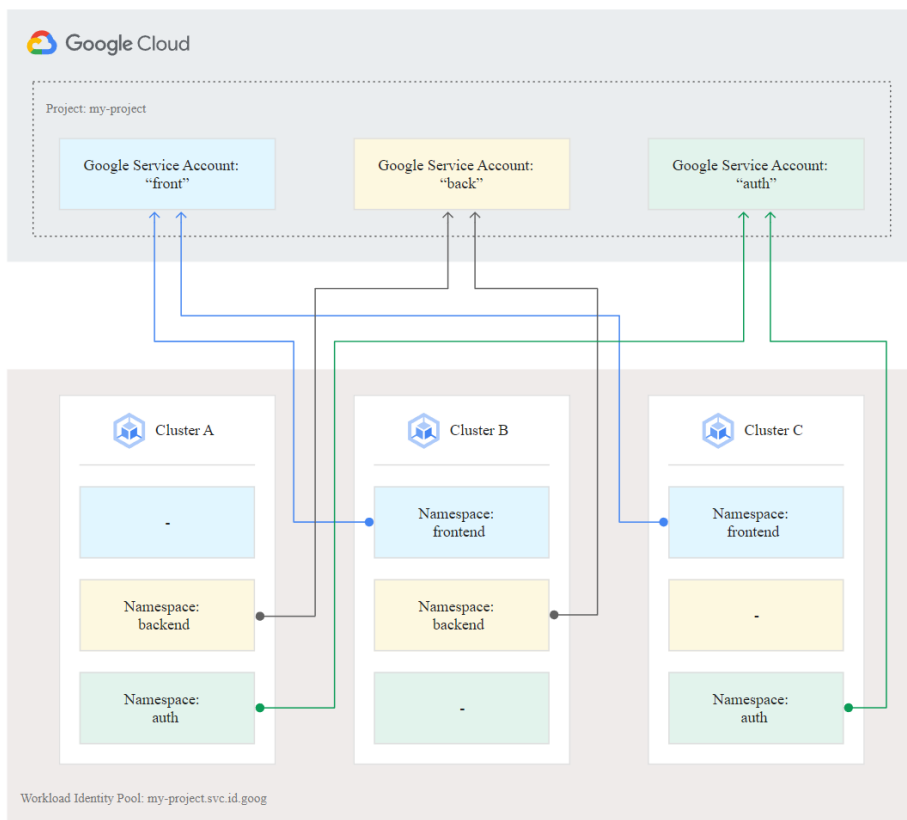 Google Cloud
Project: my-project
Google Service Account:
“front”
Google Service Account:
“back”
Google Service Account:
“auth”
Cluster A
-
Namespace:
backend
Namespace:
auth
Cluster B
Namespace:
frontend
Namespace:
backend
-
Cluster C
Namespace:
frontend
-
Namespace:
auth
Workload Identity Pool: my-project.svc.id.goog